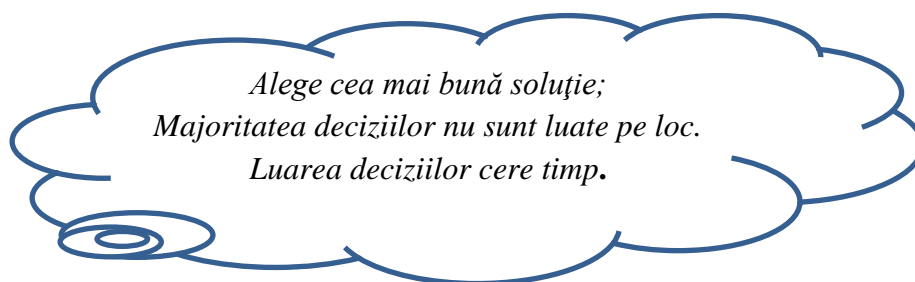 Alege cea mai bună soluţie;
Majoritatea deciziilor nu sunt luate pe loc.
Luarea deciziilor cere timp.